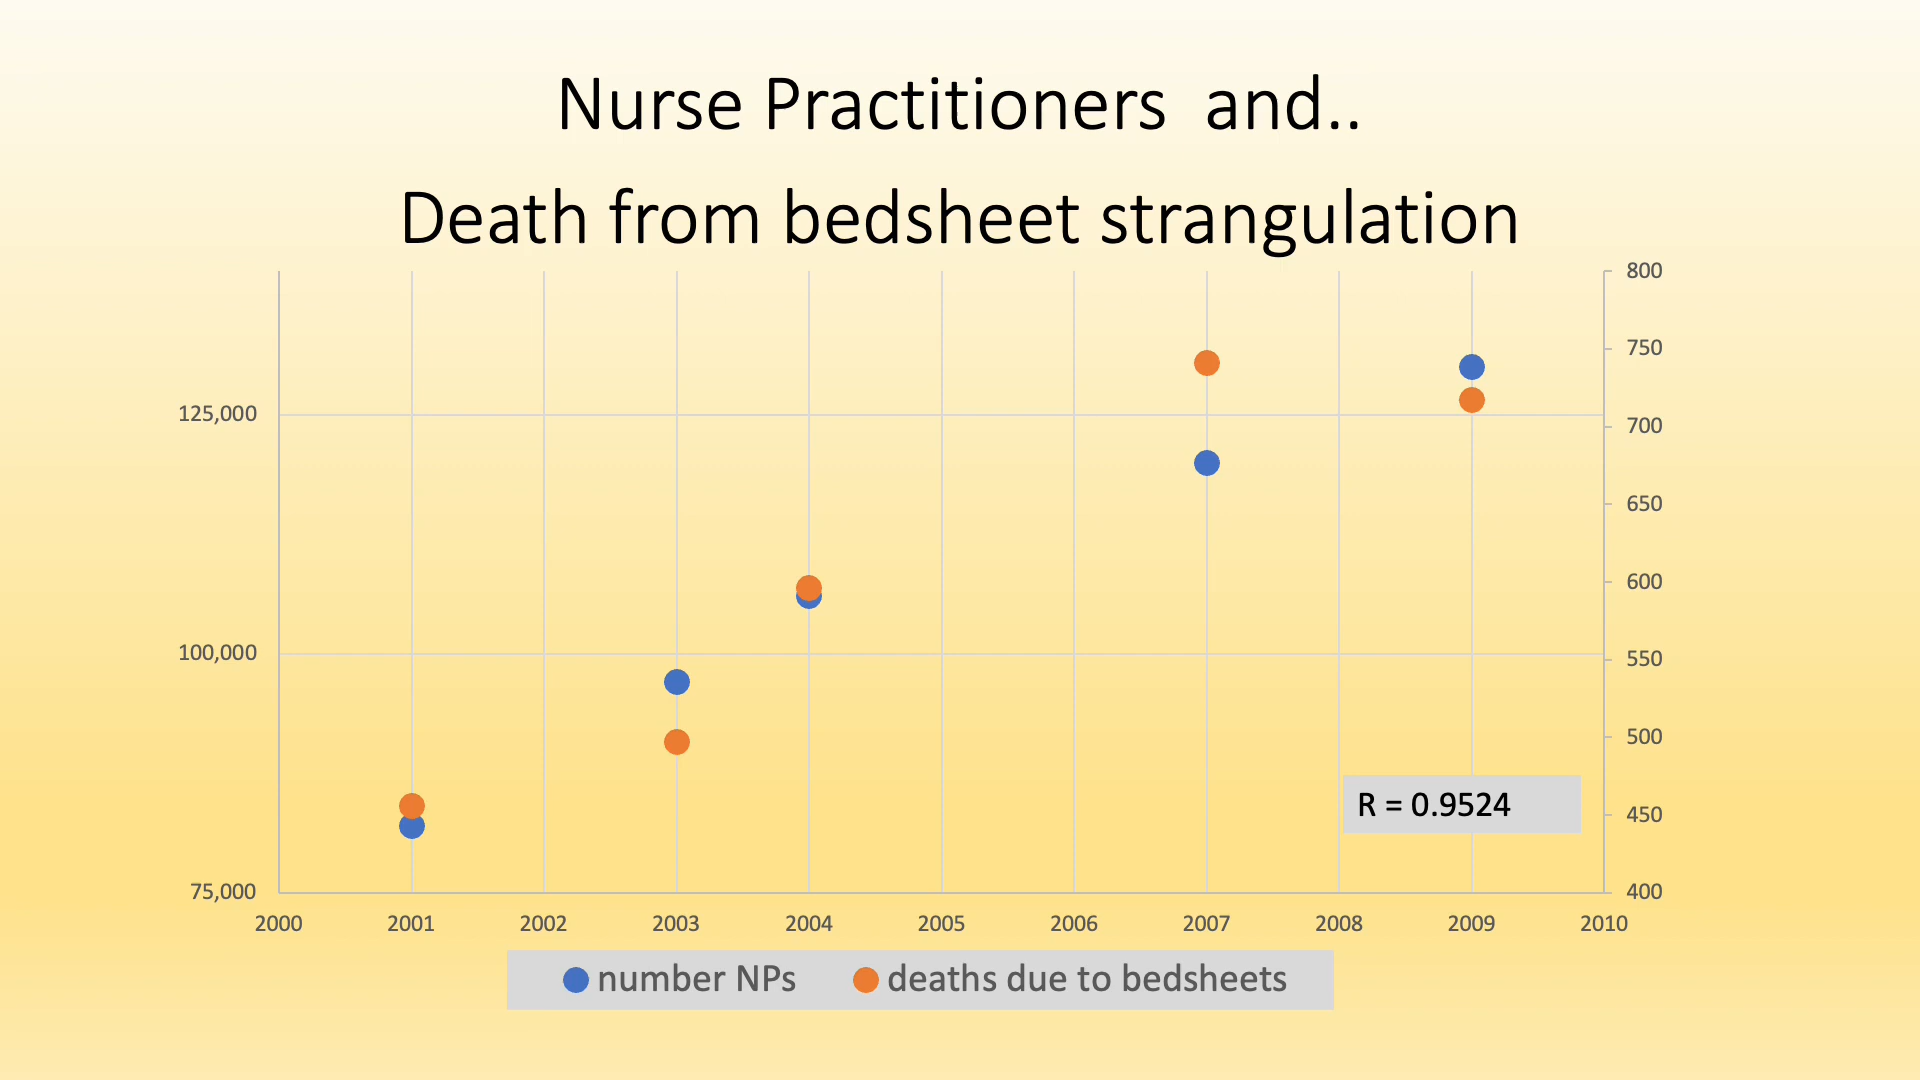 Nurse Practitioners  and..
Death from bedsheet strangulation
800
750
125,000
700
650
600
100,000
550
500
R = 0.9524
450
75,000
400
2000 2001 2002 2003 2004 2005 2006 2007 2008 2009 2010
number NPs deaths due to bedsheets